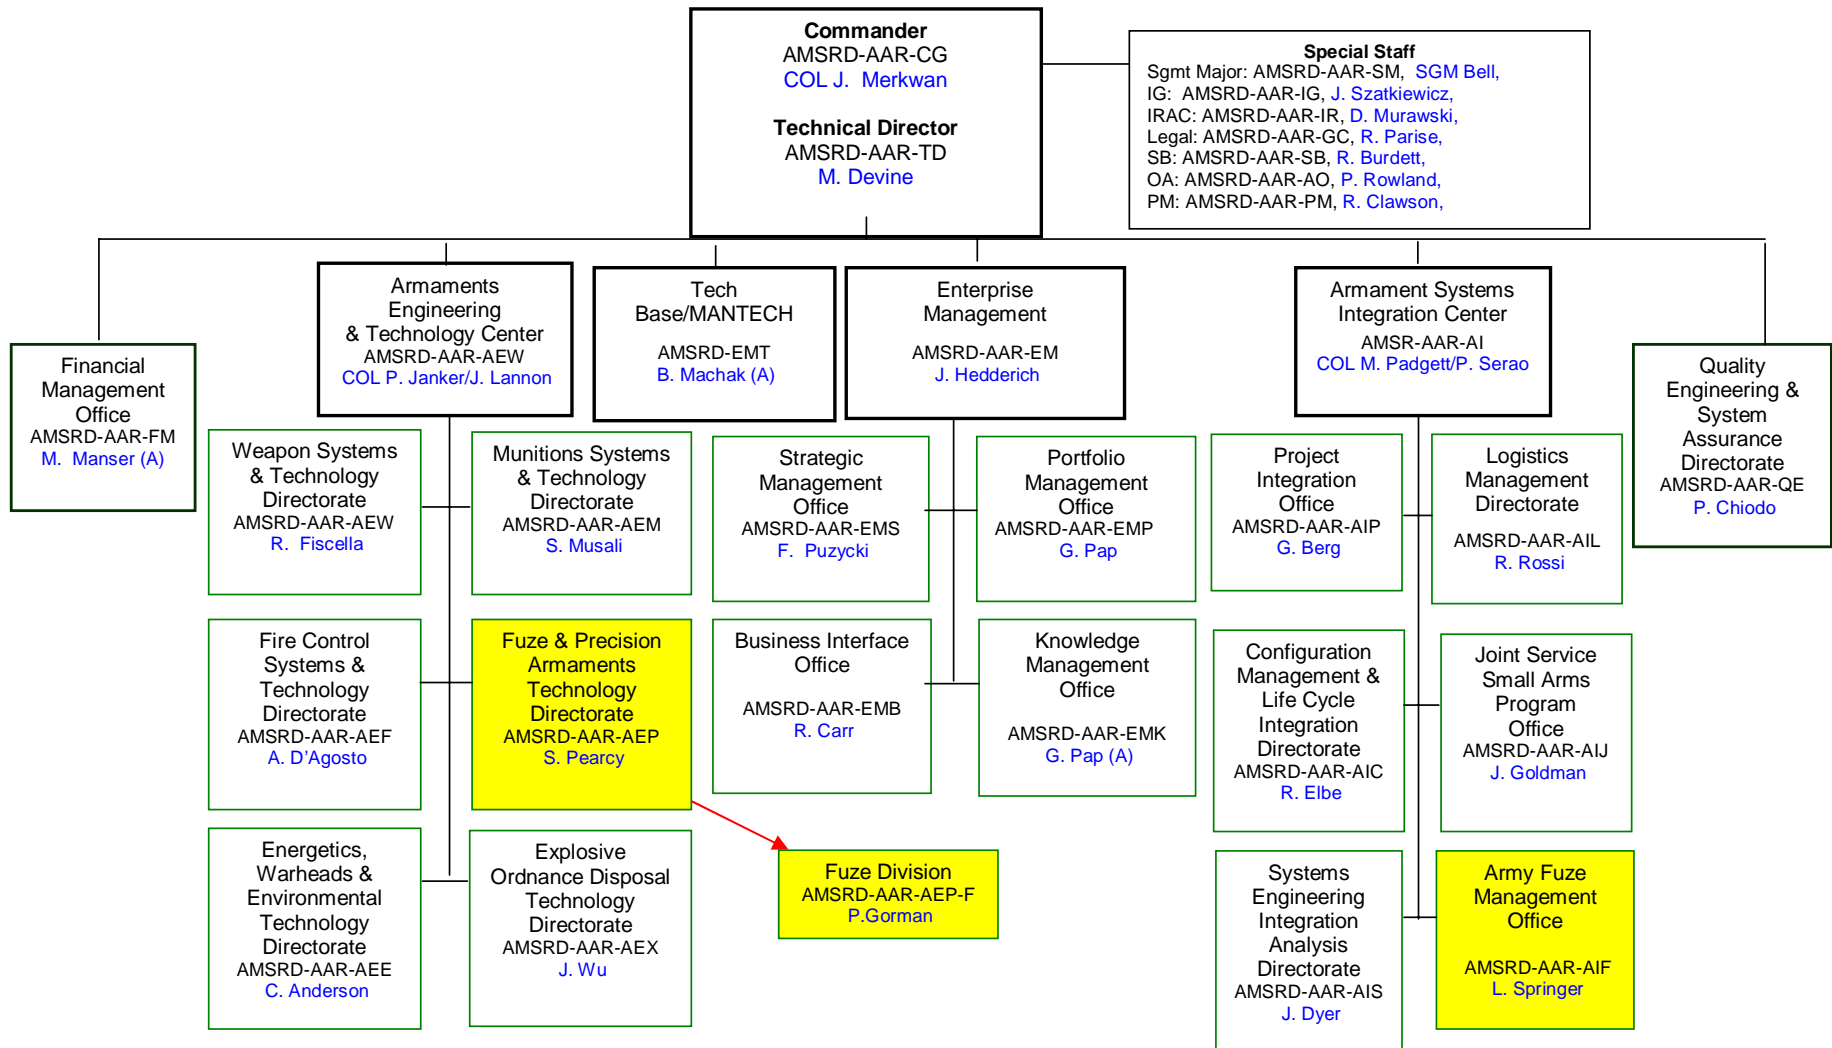 Commander
AMSRD-AAR-CG
COL J. Merkwan
Technical Director
AMSRD-AAR-TD
M. Devine
Special Staff
Sgmt Major: AMSRD-AAR-SM, SGM Bell,
IG: AMSRD-AAR-IG, J. Szatkiewicz,
IRAC: AMSRD-AAR-IR, D. Murawski,
Legal: AMSRD-AAR-GC, R. Parise,
SB: AMSRD-AAR-SB, R. Burdett,
OA: AMSRD-AAR-AO, P. Rowland,
PM: AMSRD-AAR-PM, R. Clawson,
Financial
Management
Office
AMSRD-AAR-FM
M. Manser (A)
Armaments
Engineering
& Technology Center
AMSRD-AAR-AEW
COL P. Janker/J. Lannon
Tech
Base/MANTECH
AMSRD-EMT
B. Machak (A)
Enterprise
Management
AMSRD-AAR-EM
J. Hedderich
Armament Systems
Integration Center
AMSR-AAR-AI
COL M. Padgett/P. Serao
Quality
Engineering &
System
Assurance
Directorate
AMSRD-AAR-QE
P. Chiodo
Weapon Systems
& Technology
Directorate
AMSRD-AAR-AEW
R. Fiscella
Munitions Systems
& Technology
Directorate
AMSRD-AAR-AEM
S. Musali
Strategic
Management
Office
AMSRD-AAR-EMS
F. Puzycki
Portfolio
Management
Office
AMSRD-AAR-EMP
G. Pap
Project
Integration
Office
AMSRD-AAR-AIP
G. Berg
Logistics
Management
Directorate
AMSRD-AAR-AIL
R. Rossi
Fire Control
Systems &
Technology
Directorate
AMSRD-AAR-AEF
A. D'Agosto
Fuze & Precision
Armaments
Technology
Directorate
AMSRD-AAR-AEP
S. Pearcy
Business Interface
Office
AMSRD-AAR-EMB
R. Carr
Knowledge
Management
Office
AMSRD-AAR-EMK
G. Pap (A)
Configuration
Management &
Life Cycle
Integration
Directorate
AMSRD-AAR-AIC
R. Elbe
Joint Service
Small Arms
Program
Office
AMSRD-AAR-AIJ
J. Goldman
Energetics,
Warheads &
Environmental
Technology
Directorate
AMSRD-AAR-AEE
C. Anderson
Explosive
Ordnance Disposal
Technology
Directorate
AMSRD-AAR-AEX
J. Wu
Fuze Division
AMSRD-AAR-AEP-F
P.Gorman
Systems
Engineering
Integration
Analysis
Directorate
AMSRD-AAR-AIS
J. Dyer
Army Fuze
Management
Office
AMSRD-AAR-AIF
L. Springer